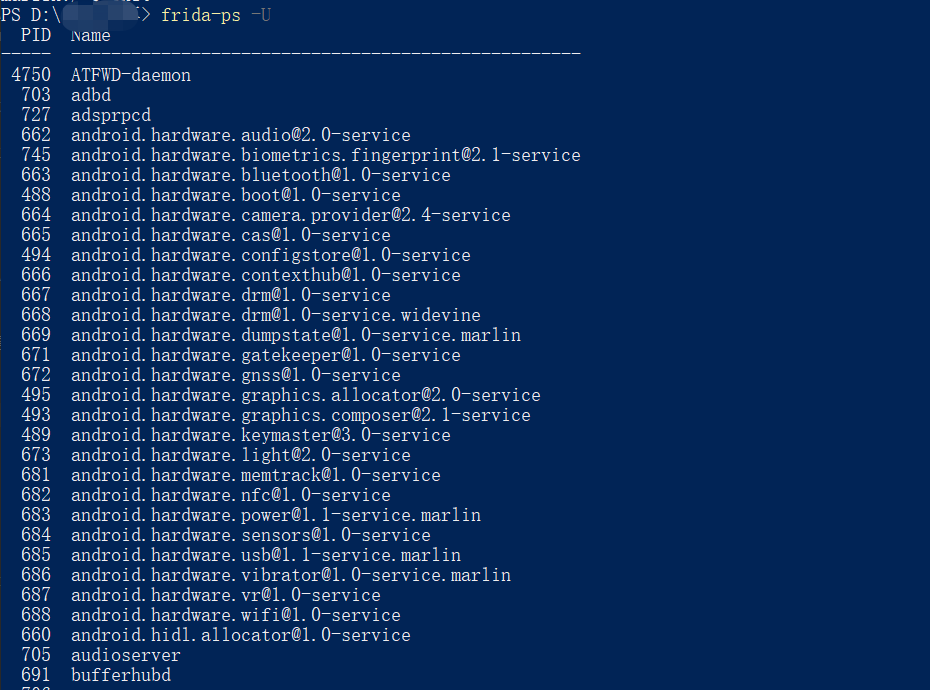 PS D:\ > frida-ps -U
PID Name
----- ---------------------------------------------------
4750 ATFWD-daemon
703 adbd
727 adsprpcd
662 android.hardware.audio@2.0-service
745 android.hardware.biometrics.fingerprint@2.1-service
663 android.hardware.bluetooth@1.0-service
488 android.hardware.boot@1.0-service
664 android.hardware.camera.provider@2.4-service
665 android.hardware.cas@1.0-service
494 android.hardware.configstore@1.0-service
666 android.hardware.contexthub@1.0-service
667 android.hardware.drm@1.0-service
668 android.hardware.drm@1.0-service.widevine
669 android.hardware.dumpstate@1.0-service.marlin
671 android.hardware.gatekeeper@1.0-service
672 android.hardware.gnss@1.0-service
495 android.hardware.graphics.allocator@2.0-service
493 android.hardware.graphics.composer@2.1-service
489 android.hardware.keymaster@3.0-service
673 android.hardware.light@2.0-service
681 android.hardware.memtrack@1.0-service
682 android.hardware.nfc@1.0-service
683 android.hardware.power@1.1-service.marlin
684 android.hardware.sensors@1.0-service
685 android.hardware.usb@1.1-service.marlin
686 android.hardware.vibrator@1.0-service.marlin
687 android.hardware.vr@1.0-service
688 android.hardware.wifi@1.0-service
660 android.hidl.allocator@1.0-service
705 audioserver
691 bufferhubd